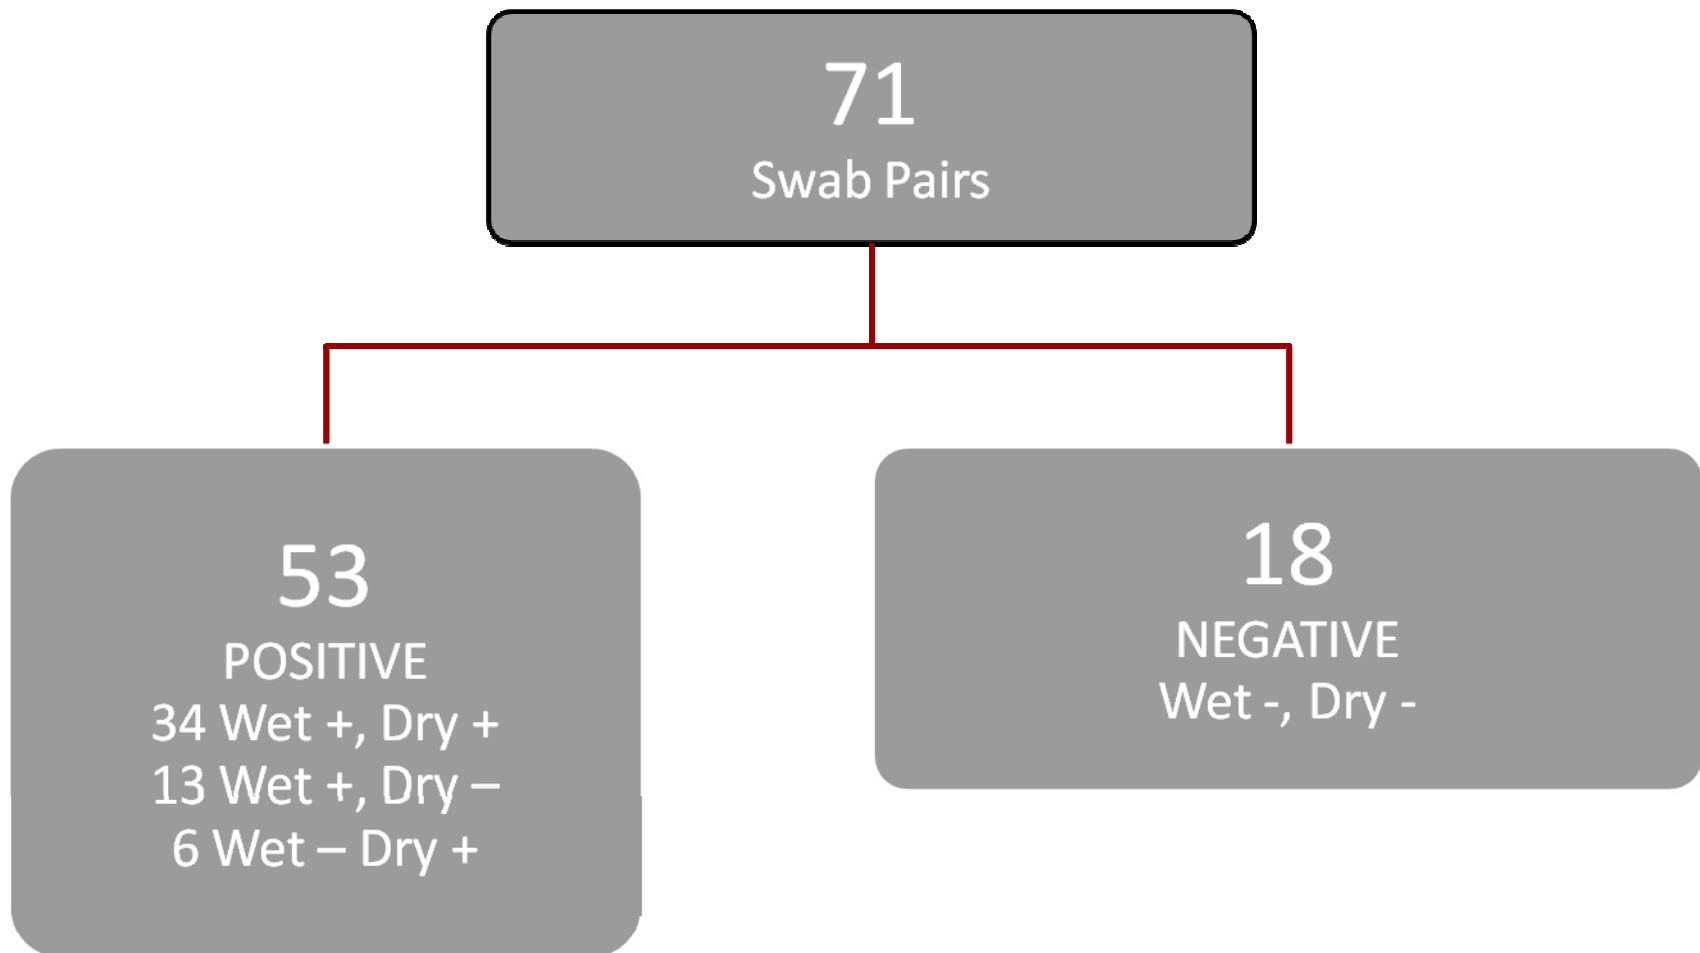 71
Swab Pairs
53
POSITIVE
34 Wet +, Dry +
13 Wet +, Dry –
6 Wet – Dry +
18
NEGATIVE
Wet -, Dry -